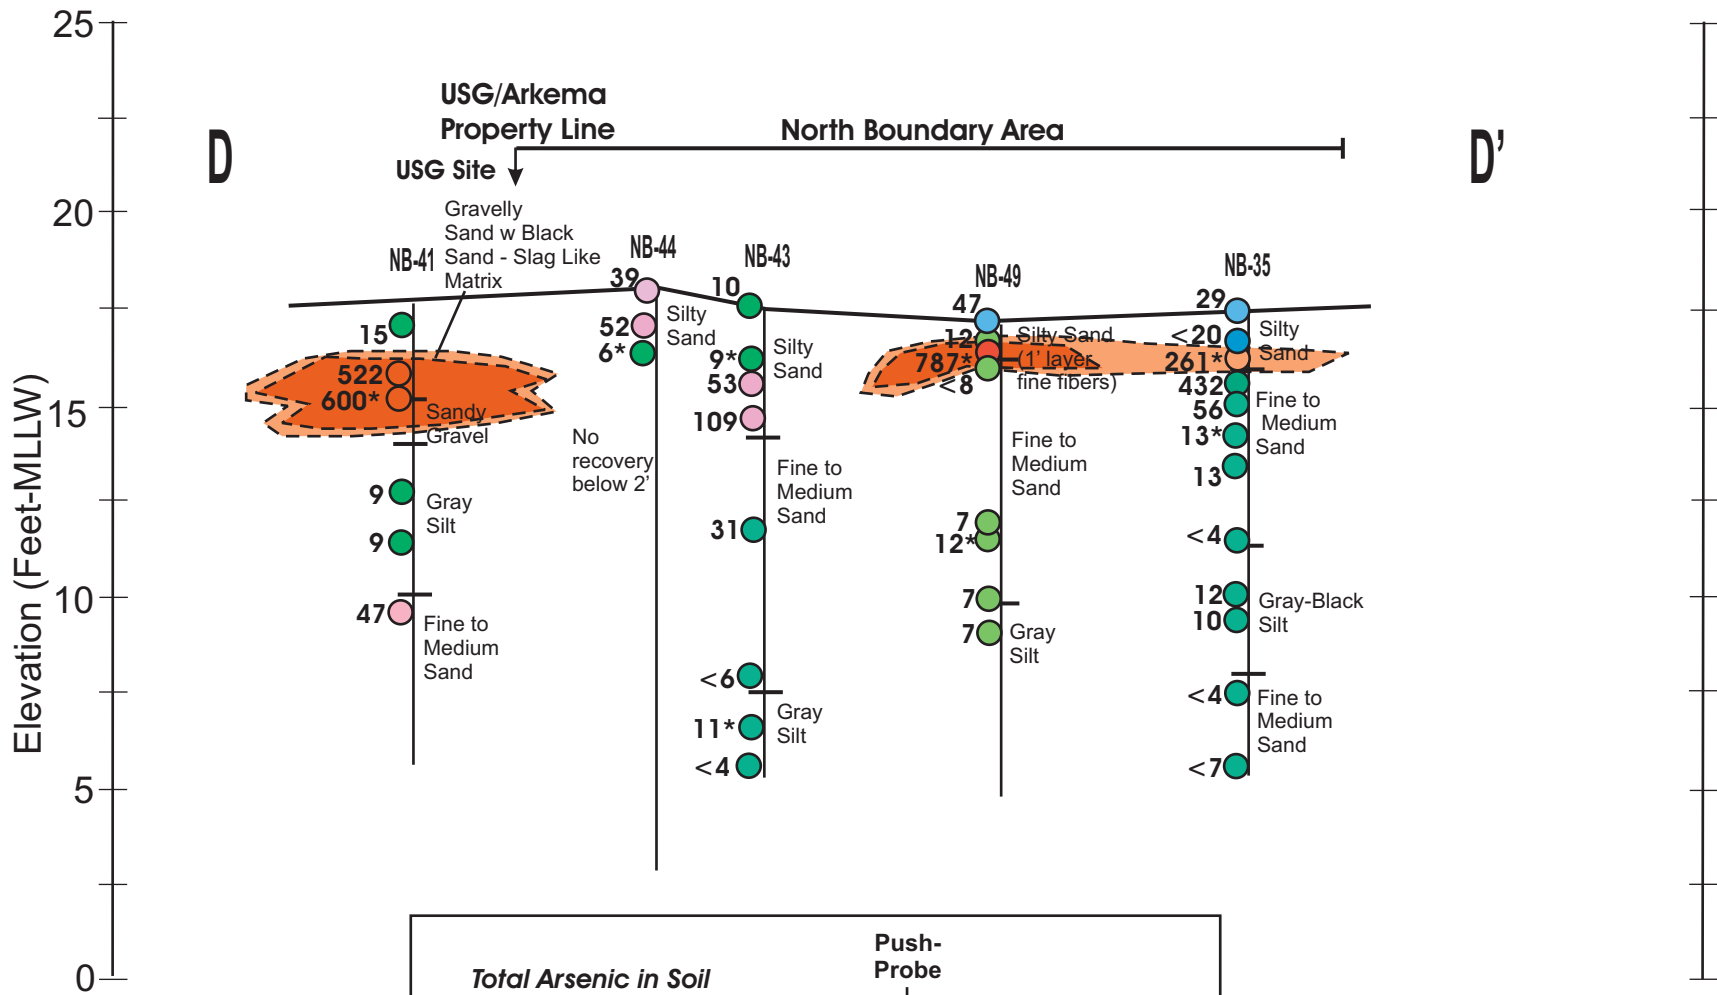 25
20
15
10
5
0
Elevation (Feet-MLLW)
D
D'
USG/Arkema
Property Line
USG Site
North Boundary Area
Gravelly
Sand w Black
Sand - Slag Like
Matrix
NB-41
15
522
600*
Sandy
Gravel
9
Gray
Silt
9
47
Fine to
Medium
Sand
NB-44
39
52
6*
Silty
Sand
No
recovery
below 2'
NB-43
10
9*
Silty
Sand
53
109
Fine to
Medium
Sand
31
<6
11*
Gray
Silt
<4
NB-49
47
12
787*
<8
Silty Sand
(1' layer
fine fibers)
Fine to
Medium
Sand
7
12*
7
7
Gray
Silt
NB-35
29
<20
261*
Silty
Sand
432
56
13*
13
Fine to
Medium
Sand
<4
12
10
Gray-Black
Silt
<4
Fine to
Medium
Sand
<7
Total Arsenic in Soil
Push-
Probe